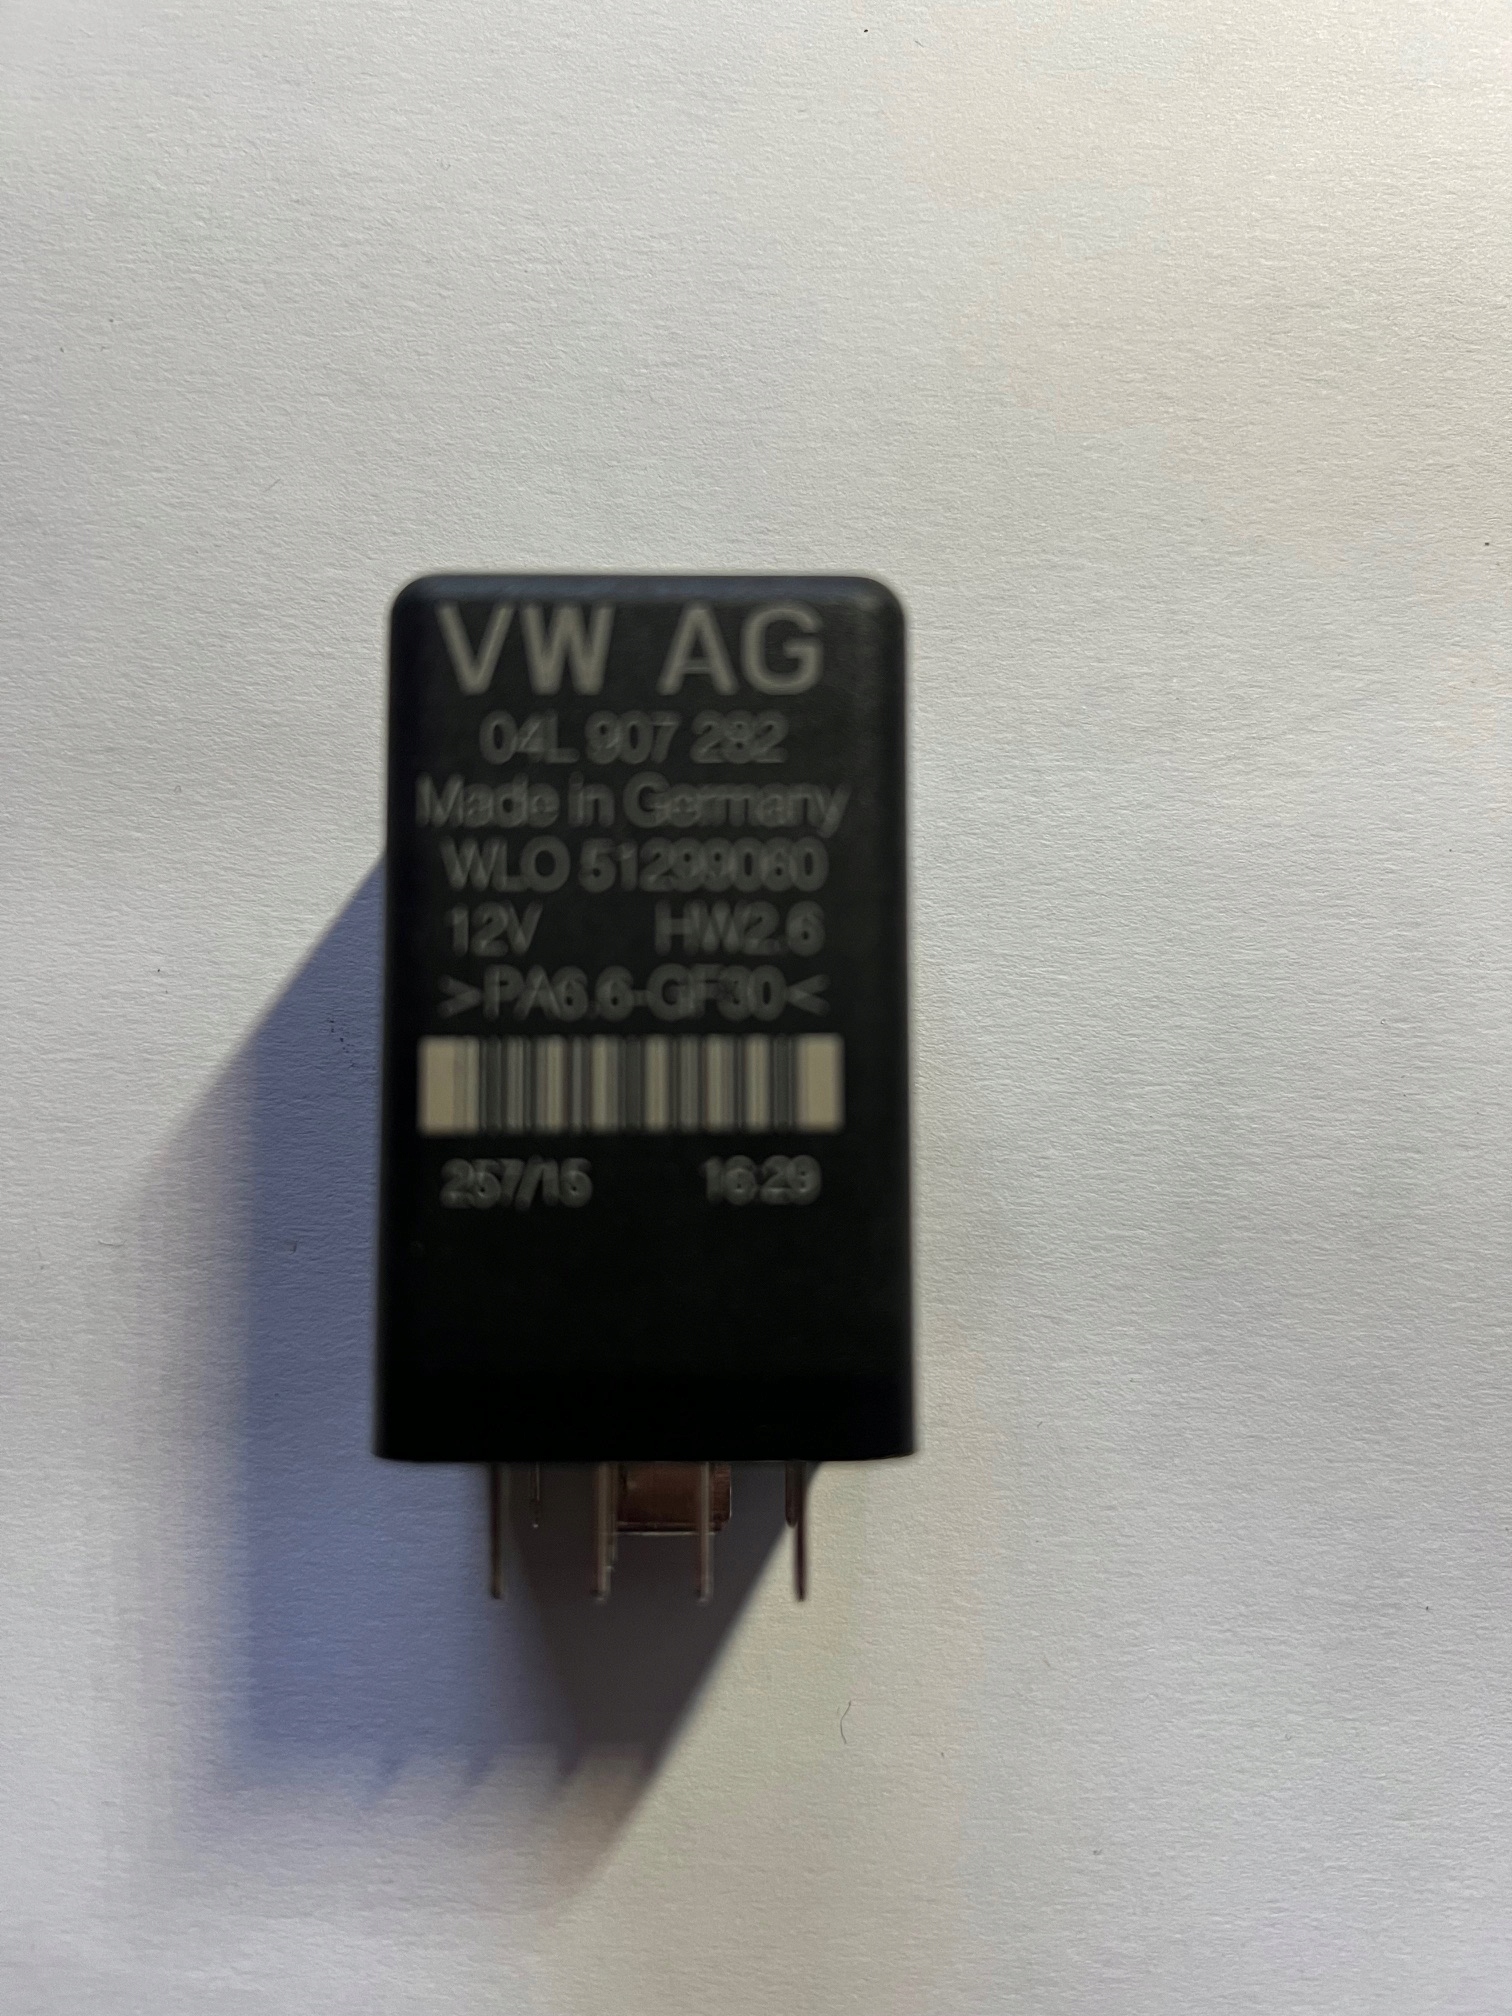 VW AG
04L 907 282
Made in Germany
WLO 51299060
12V HW2.6
>PA6.6-GF30<
257/15 16:29